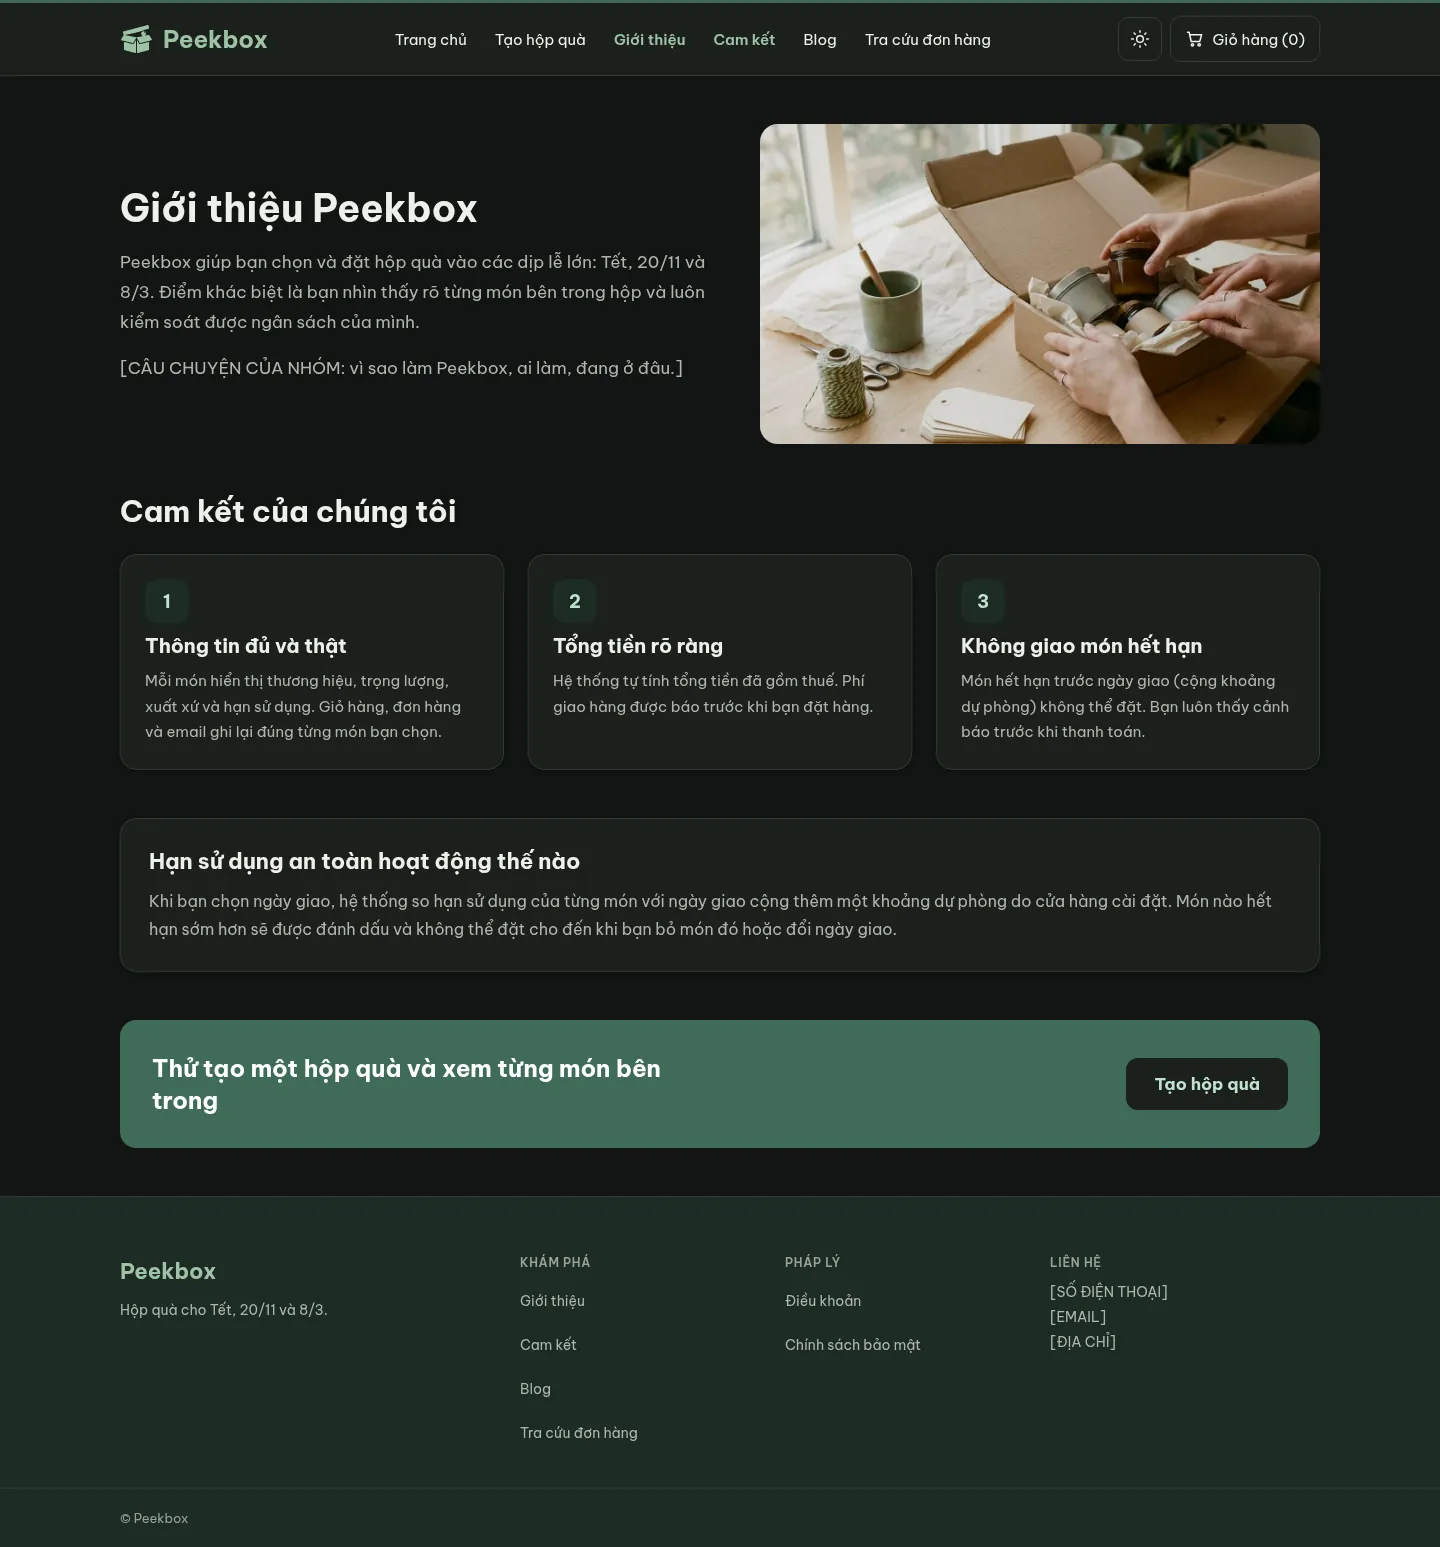 Peekbox
Trang chủ
Tạo hộp quà
Giới thiệu
Cam kết
Blog
Tra cứu đơn hàng
Giỏ hàng (0)
Giới thiệu Peekbox
Peekbox giúp bạn chọn và đặt hộp quà vào các dịp lễ lớn: Tết, 20/11 và
8/3. Điểm khác biệt là bạn nhìn thấy rõ từng món bên trong hộp và luôn
kiểm soát được ngân sách của mình.
[CÂU CHUYỆN CỦA NHÓM: vì sao làm Peekbox, ai làm, đang ở đâu.]
Cam kết của chúng tôi
1
Thông tin đủ và thật
Mỗi món hiển thị thương hiệu, trọng lượng,
xuất xứ và hạn sử dụng. Giỏ hàng, đơn hàng
và email ghi lại đúng từng món bạn chọn.
2
Tổng tiền rõ ràng
Hệ thống tự tính tổng tiền đã gồm thuế. Phí
giao hàng được báo trước khi bạn đặt hàng.
3
Không giao món hết hạn
Món hết hạn trước ngày giao (cộng khoảng
dự phòng) không thể đặt. Bạn luôn thấy cảnh
báo trước khi thanh toán.
Hạn sử dụng an toàn hoạt động thế nào
Khi bạn chọn ngày giao, hệ thống so hạn sử dụng của từng món với ngày giao cộng thêm một khoảng dự phòng do cửa hàng cài đặt. Món nào hết
hạn sớm hơn sẽ được đánh dấu và không thể đặt cho đến khi bạn bỏ món đó hoặc đổi ngày giao.
Thử tạo một hộp quà và xem từng món bên
trong
Tạo hộp quà
Peekbox
Hộp quà cho Tết, 20/11 và 8/3.
KHÁM PHÁ
Giới thiệu
Cam kết
Blog
Tra cứu đơn hàng
PHÁP LÝ
Điều khoản
Chính sách bảo mật
LIÊN HỆ
[SỐ ĐIỆN THOẠI]
[EMAIL]
[ĐỊA CHỈ]
© Peekbox